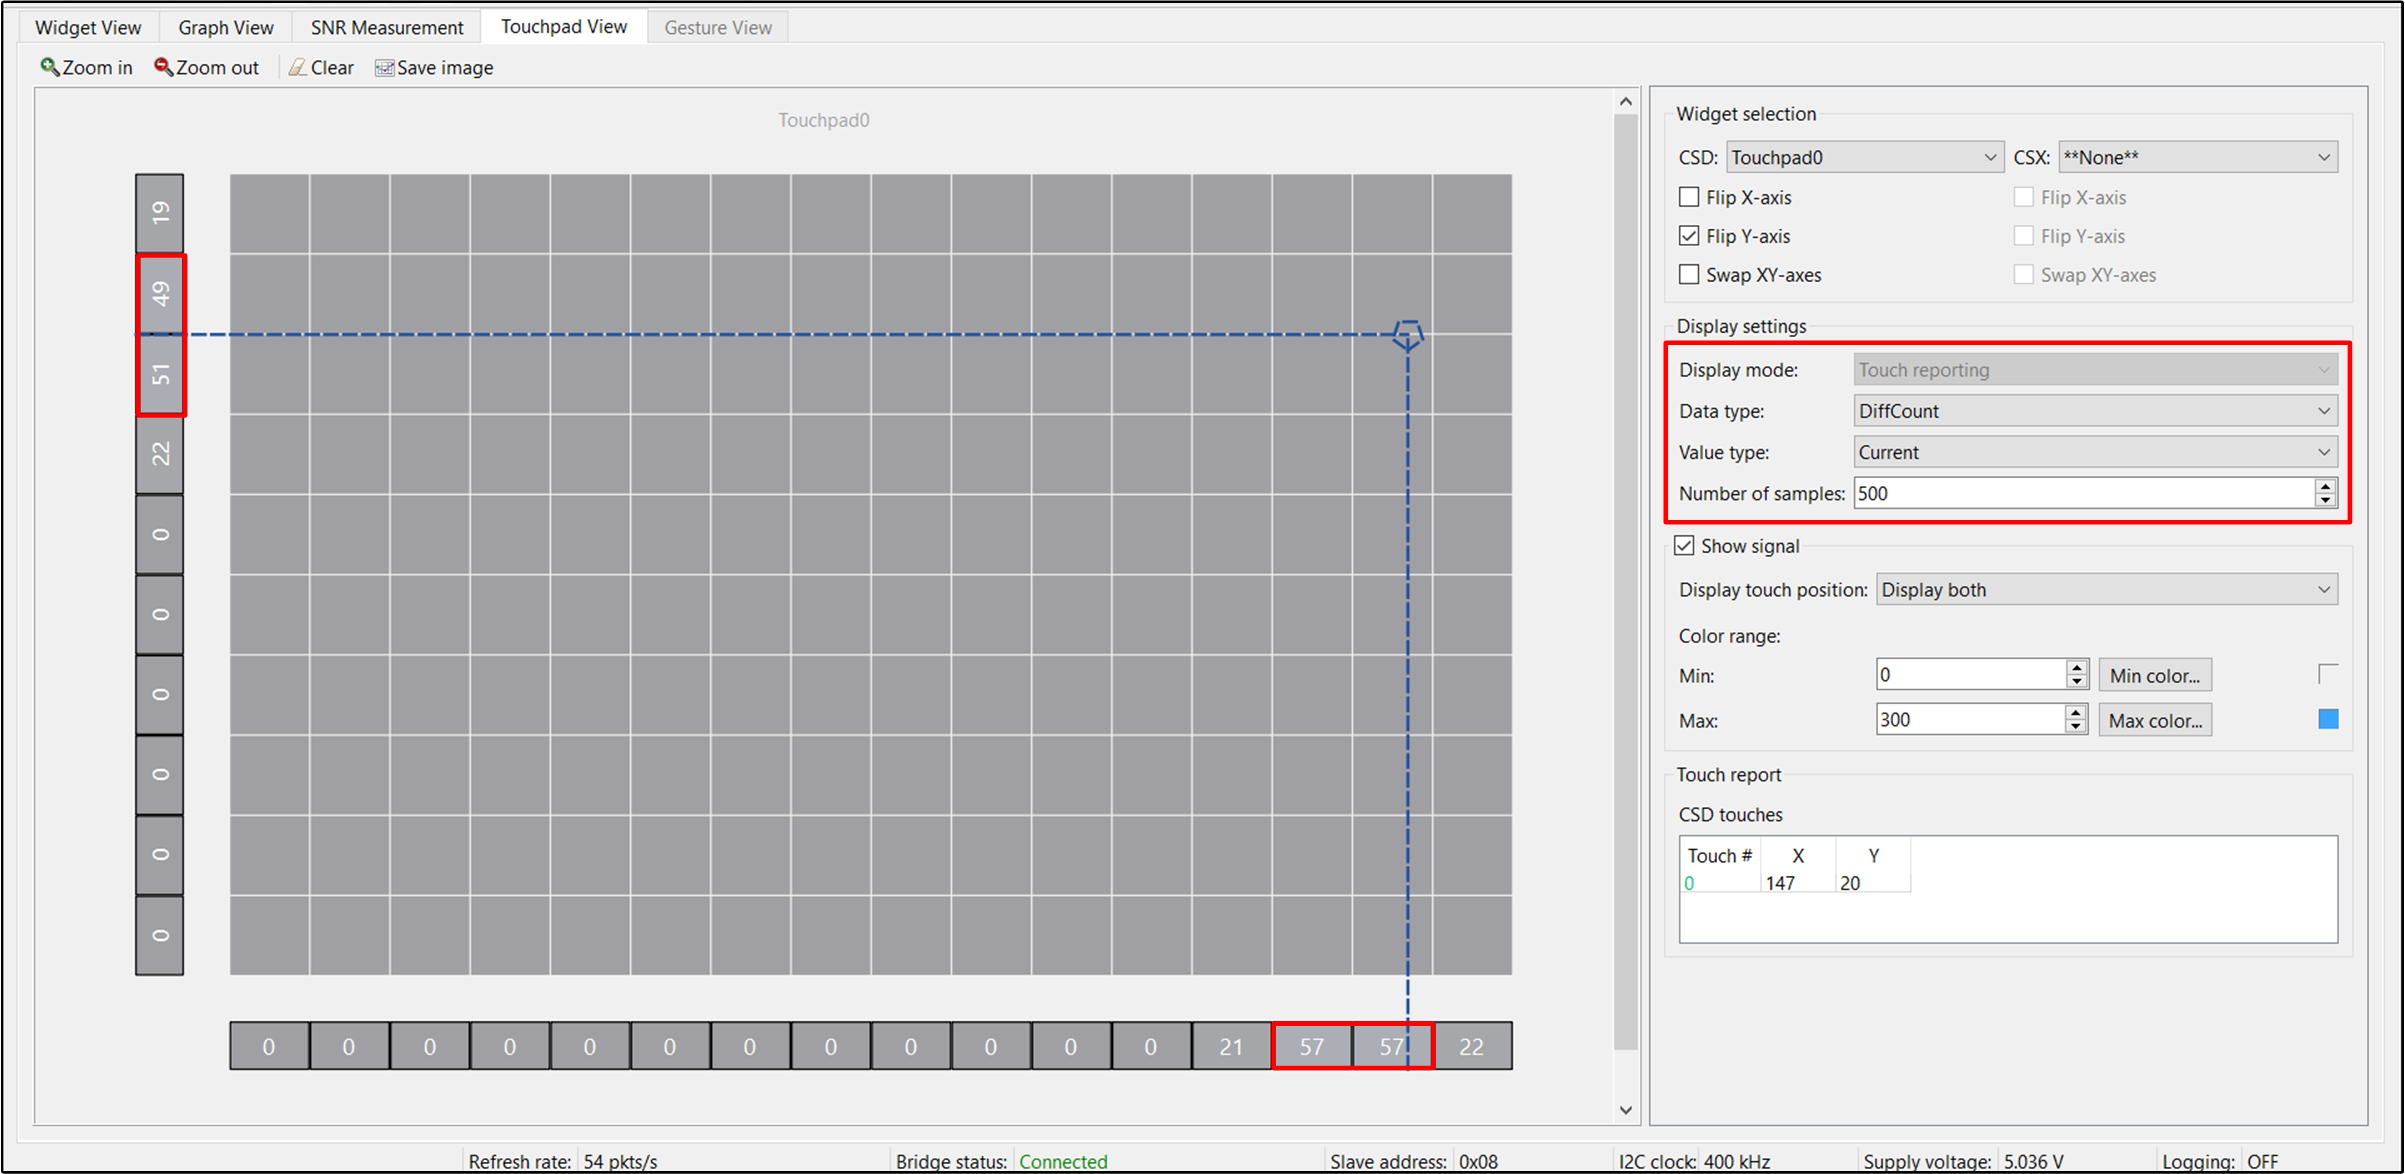 Widget View Graph View SNR Measurement Touchpad View Gesture View
Zoom in Zoom out Clear Save image
Touchpad0
19
49
51
22
0
0
0
0
0
0
0 0 0 0 0 0 0 0 0 0 0 0 21 57 57 22
Widget selection
CSD: Touchpad0 CSX: **None**
Flip X-axis Flip X-axis
Flip Y-axis Flip Y-axis
Swap XY-axes Swap XY-axes
Display settings
Display mode: Touch reporting
Data type: DiffCount
Value type: Current
Number of samples: 500
Show signal
Display touch position: Display both
Color range:
Min: 0 Min color...
Max: 300 Max color...
Touch report
CSD touches
Touch # X Y
0 147 20
Refresh rate: 54 pkts/s Bridge status: Connected Slave address: 0x08 I2C clock: 400 kHz Supply voltage: 5.036 V Logging: OFF